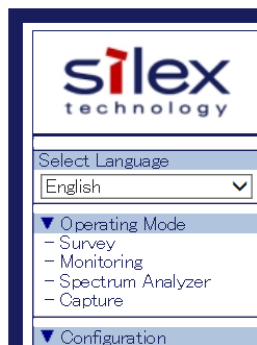 silex
technology
Select Language
English
▼ Operating Mode
- Survey
- Monitoring
- Spectrum Analyzer
- Capture
▼ Configuration